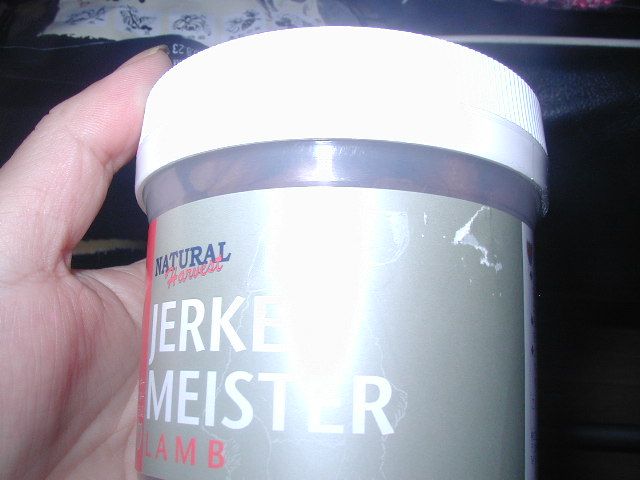 NATURAL
Harvest
JERKE
MEISTER
LAMB